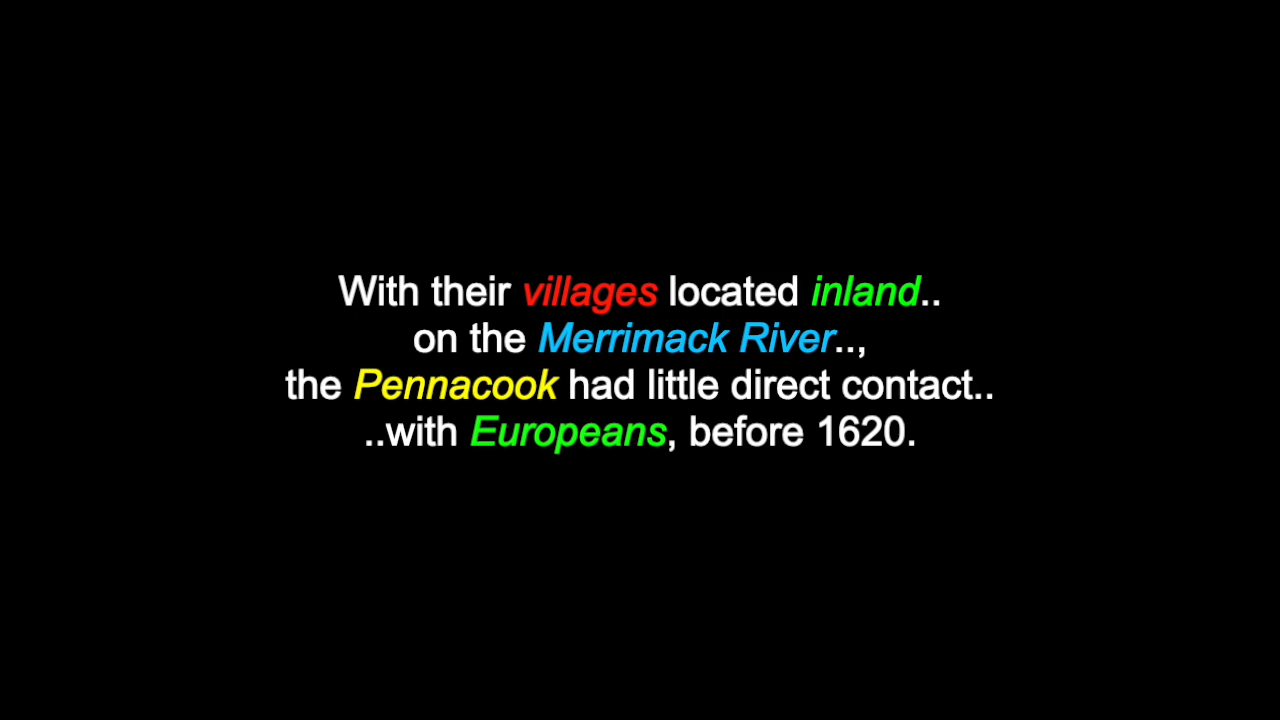 With their villages located inland..
on the Merrimack River..,
the Pennacook had little direct contact..
..with Europeans, before 1620.